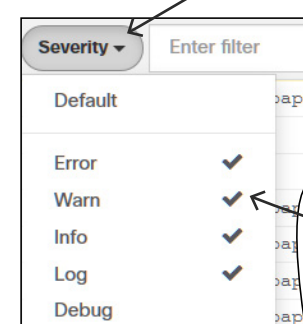 Severity Enter filter
Default
Error
Warn
Info
Log
Debug